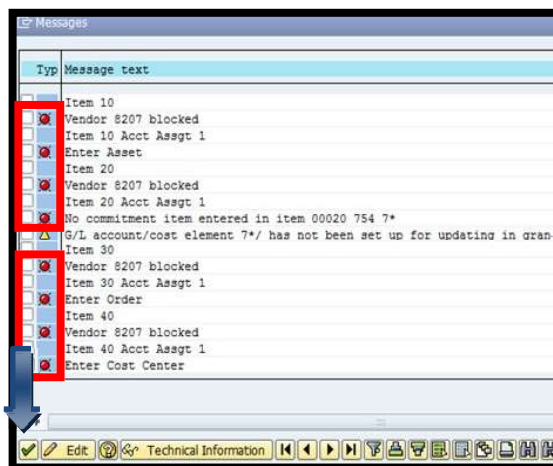 Messages
Typ Message text
Item 10
Vendor 8207 blocked
Item 10 Acct Assgt 1
Enter Asset
Item 20
Vendor 8207 blocked
Item 20 Acct Assgt 1
No commitment item entered in item 00020 754 7*
G/L account/cost element 7*/ has not been set up for updating in gran
Item 30
Vendor 8207 blocked
Item 30 Acct Assgt 1
Enter Order
Item 40
Vendor 8207 blocked
Item 40 Acct Assgt 1
Enter Cost Center
Edit Technical Information